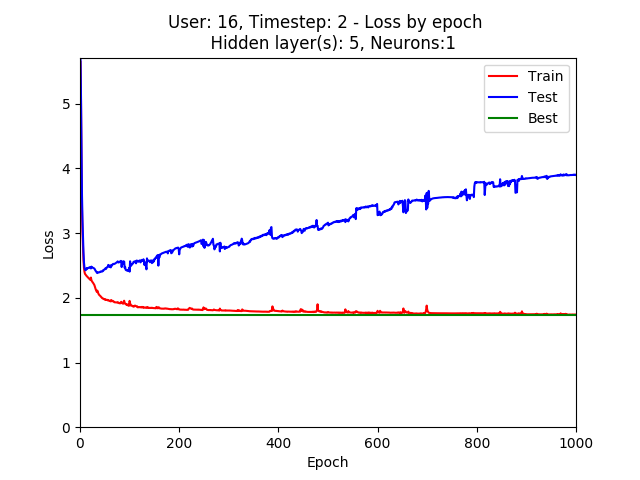 User: 16, Timestep: 2 - Loss by epoch
Hidden layer(s): 5, Neurons:1
Train
Test
Best
5
4
3
2
1
0
Loss
0 200 400 600 800 1000
Epoch